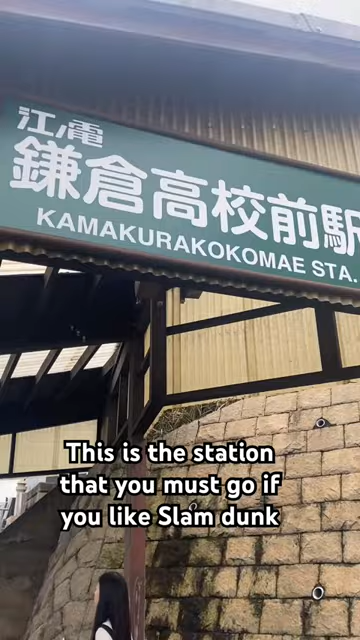 江ノ電
鎌倉高校前駅
KAMAKURAKOKOMAE STA.
This is the station
that you must go if
you like Slam dunk